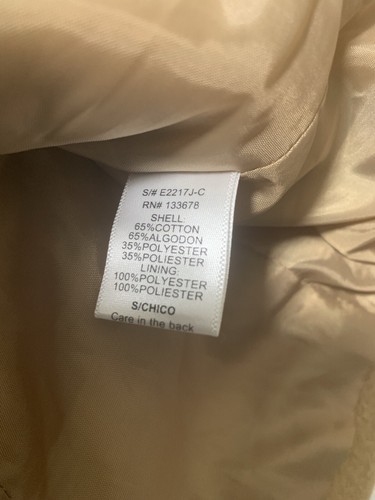 S/# E2217J-C
RN# 133678
SHELL:
65%COTTON
65%ALGODON
35%POLYESTER
35%POLIESTER
LINING:
100%POLYESTER
100%POLIESTER
S/CHICO
Care in the back